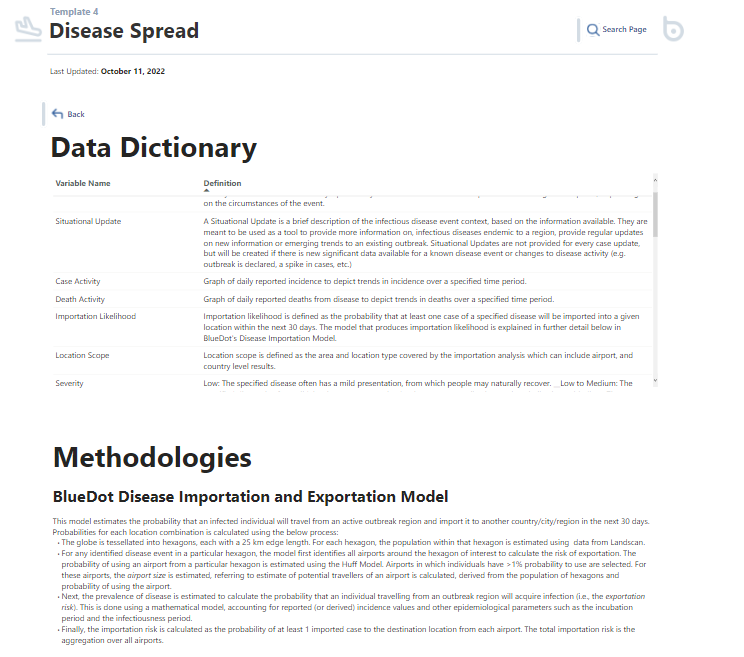 Template 4
Disease Spread
Search Page
Last Updated: October 11, 2022
Back
Data Dictionary
Variable Name Definition
on the circumstances of the event.
Situational Update A Situational Update is a brief description of the infectious disease event context, based on the information available. They are
meant to be used as a tool to provide more information on, infectious diseases endemic to a region, provide regular updates
on new information or emerging trends to an existing outbreak. Situational Updates are not provided for every case update,
but will be created if there is new significant data available for a known disease event or changes to disease activity (e.g.
outbreak is declared, a spike in cases, etc.)
Case Activity Graph of daily reported incidence to depict trends in incidence over a specified time period.
Death Activity Graph of daily reported deaths from disease to depict trends in deaths over a specified time period.
Importation Likelihood Importation likelihood is defined as the probability that at least one case of a specified disease will be imported into a given
location within the next 30 days. The model that produces importation likelihood is explained in further detail below in
BlueDot's Disease Importation Model.
Location Scope Location scope is defined as the area and location type covered by the importation analysis which can include airport, and
country level results.
Severity Low: The specified disease often has a mild presentation, from which people may naturally recover. _Low to Medium: The
Methodologies
BlueDot Disease Importation and Exportation Model
This model estimates the probability that an infected individual will travel from an active outbreak region and import it to another country/city/region in the next 30 days.
Probabilities for each location combination is calculated using the below process:
• The globe is tessellated into hexagons, each with a 25 km edge length. For each hexagon, the population within that hexagon is estimated using data from Landscan.
• For any identified disease event in a particular hexagon, the model first identifies all airports around the hexagon of interest to calculate the risk of exportation. The
probability of using an airport from a particular hexagon is estimated using the Huff Model. Airports in which individuals have >1% probability to use are selected. For
these airports, the airport size is estimated, referring to estimate of potential travellers of an airport is calculated, derived from the population of hexagons and
probability of using the airport.
• Next, the prevalence of disease is estimated to calculate the probability that an individual travelling from an outbreak region will acquire infection (i.e., the exportation
risk). This is done using a mathematical model, accounting for reported (or derived) incidence values and other epidemiological parameters such as the incubation
period and the infectiousness period.
• Finally, the importation risk is calculated as the probability of at least 1 imported case to the destination location from each airport. The total importation risk is the
aggregation over all airports.